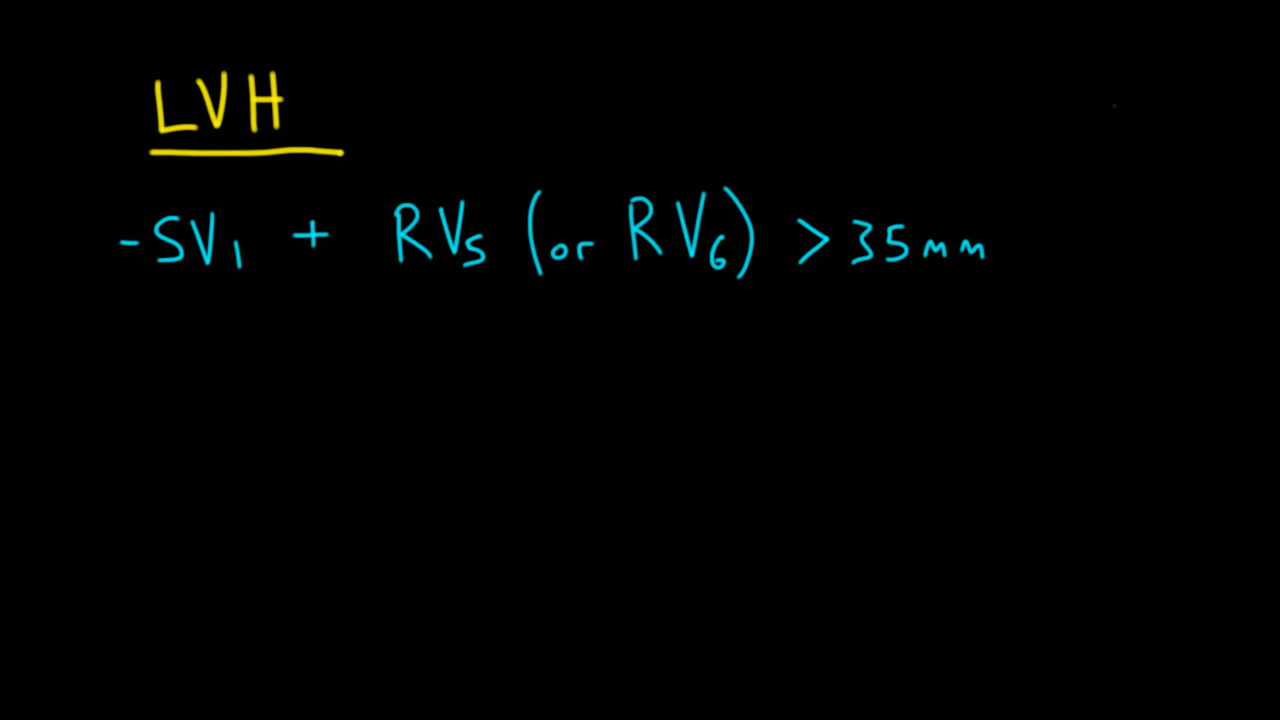 LVH
- SV₁ + RV₅ (or RV₆) > 35mm